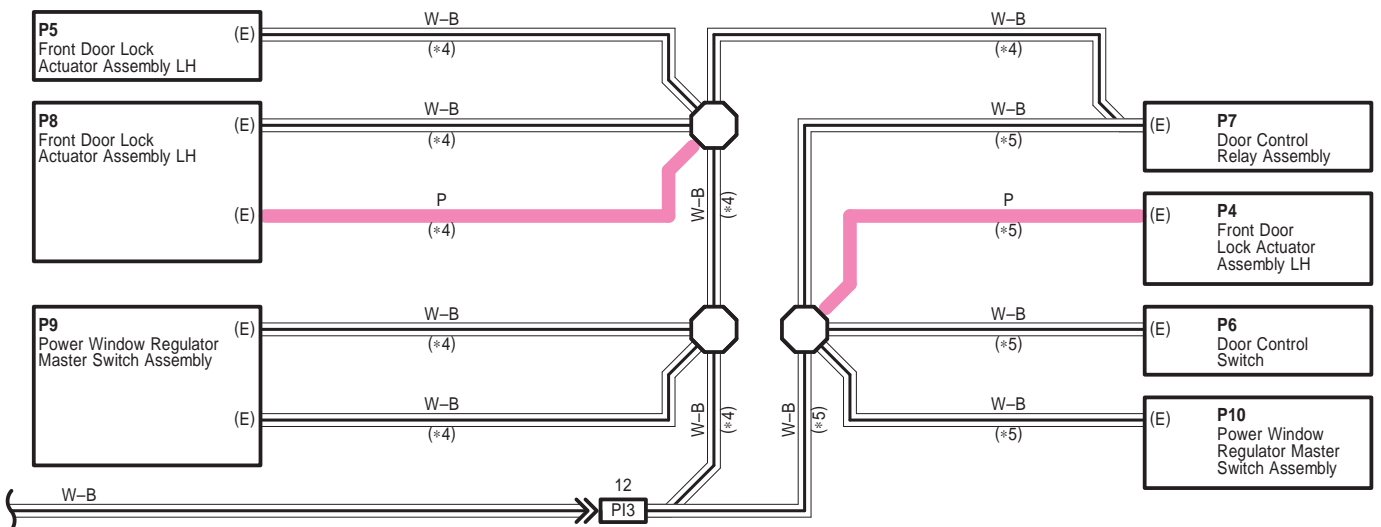 P5
(E)
Front Door Lock
Actuator Assembly LH
W–B
(*4)
W–B
(*4)
P8
(E)
Front Door Lock
Actuator Assembly LH
W–B
(*4)
W–B
(*5)
(E)
P7
Door Control
Relay Assembly
(E)
P
(*4)
W–B
(*4)
P
(*5)
(E)
P4
Front Door
Lock Actuator
Assembly LH
P9
(E)
Power Window Regulator
Master Switch Assembly
W–B
(*4)
W–B
(*5)
(E)
P6
Door Control
Switch
(E)
W–B
(*4)
W–B
(*4)
W–B
(*5)
W–B
(*5)
(E)
P10
Power Window
Regulator Master
Switch Assembly
W–B
12
PI3